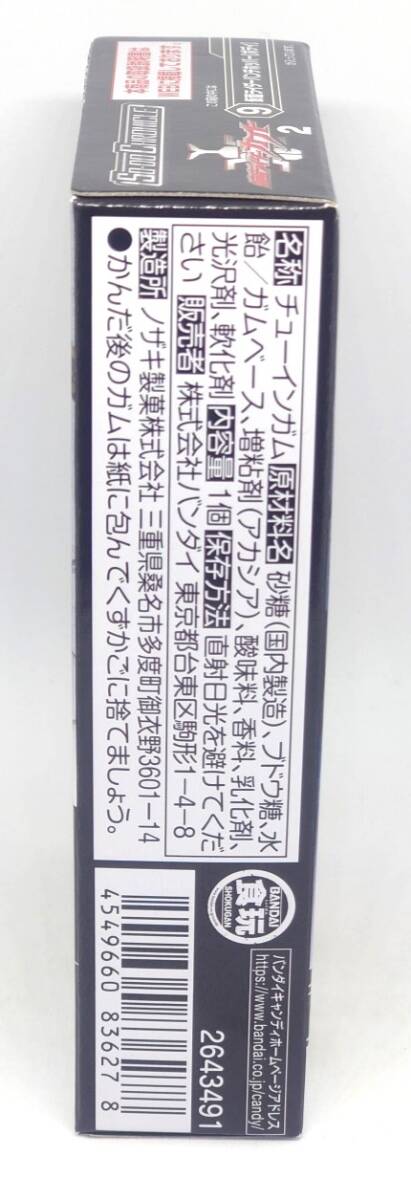 名称 チューインガム 原材料名 砂糖(国内製造)、ブドウ糖、水
飴/ガムベース、増粘剤(アカシア)、酸味料、香料、乳化剤、
光沢剤、軟化剤 内容量 1個 保存方法 直射日光を避けてくだ
さい 販売者 株式会社バンダイ 東京都台東区駒形1-4-8
製造所 ノザキ製菓株式会社 三重県桑名市多度町御衣野3601-14
●かんだ後のガムは紙に包んでくずかごに捨てましょう。
BANDAI
食玩
SHOKUGAN
バンダイキャンディホームページアドレス
https://www.bandai.co.jp/candy/
2643491
4549660 836278
2
6